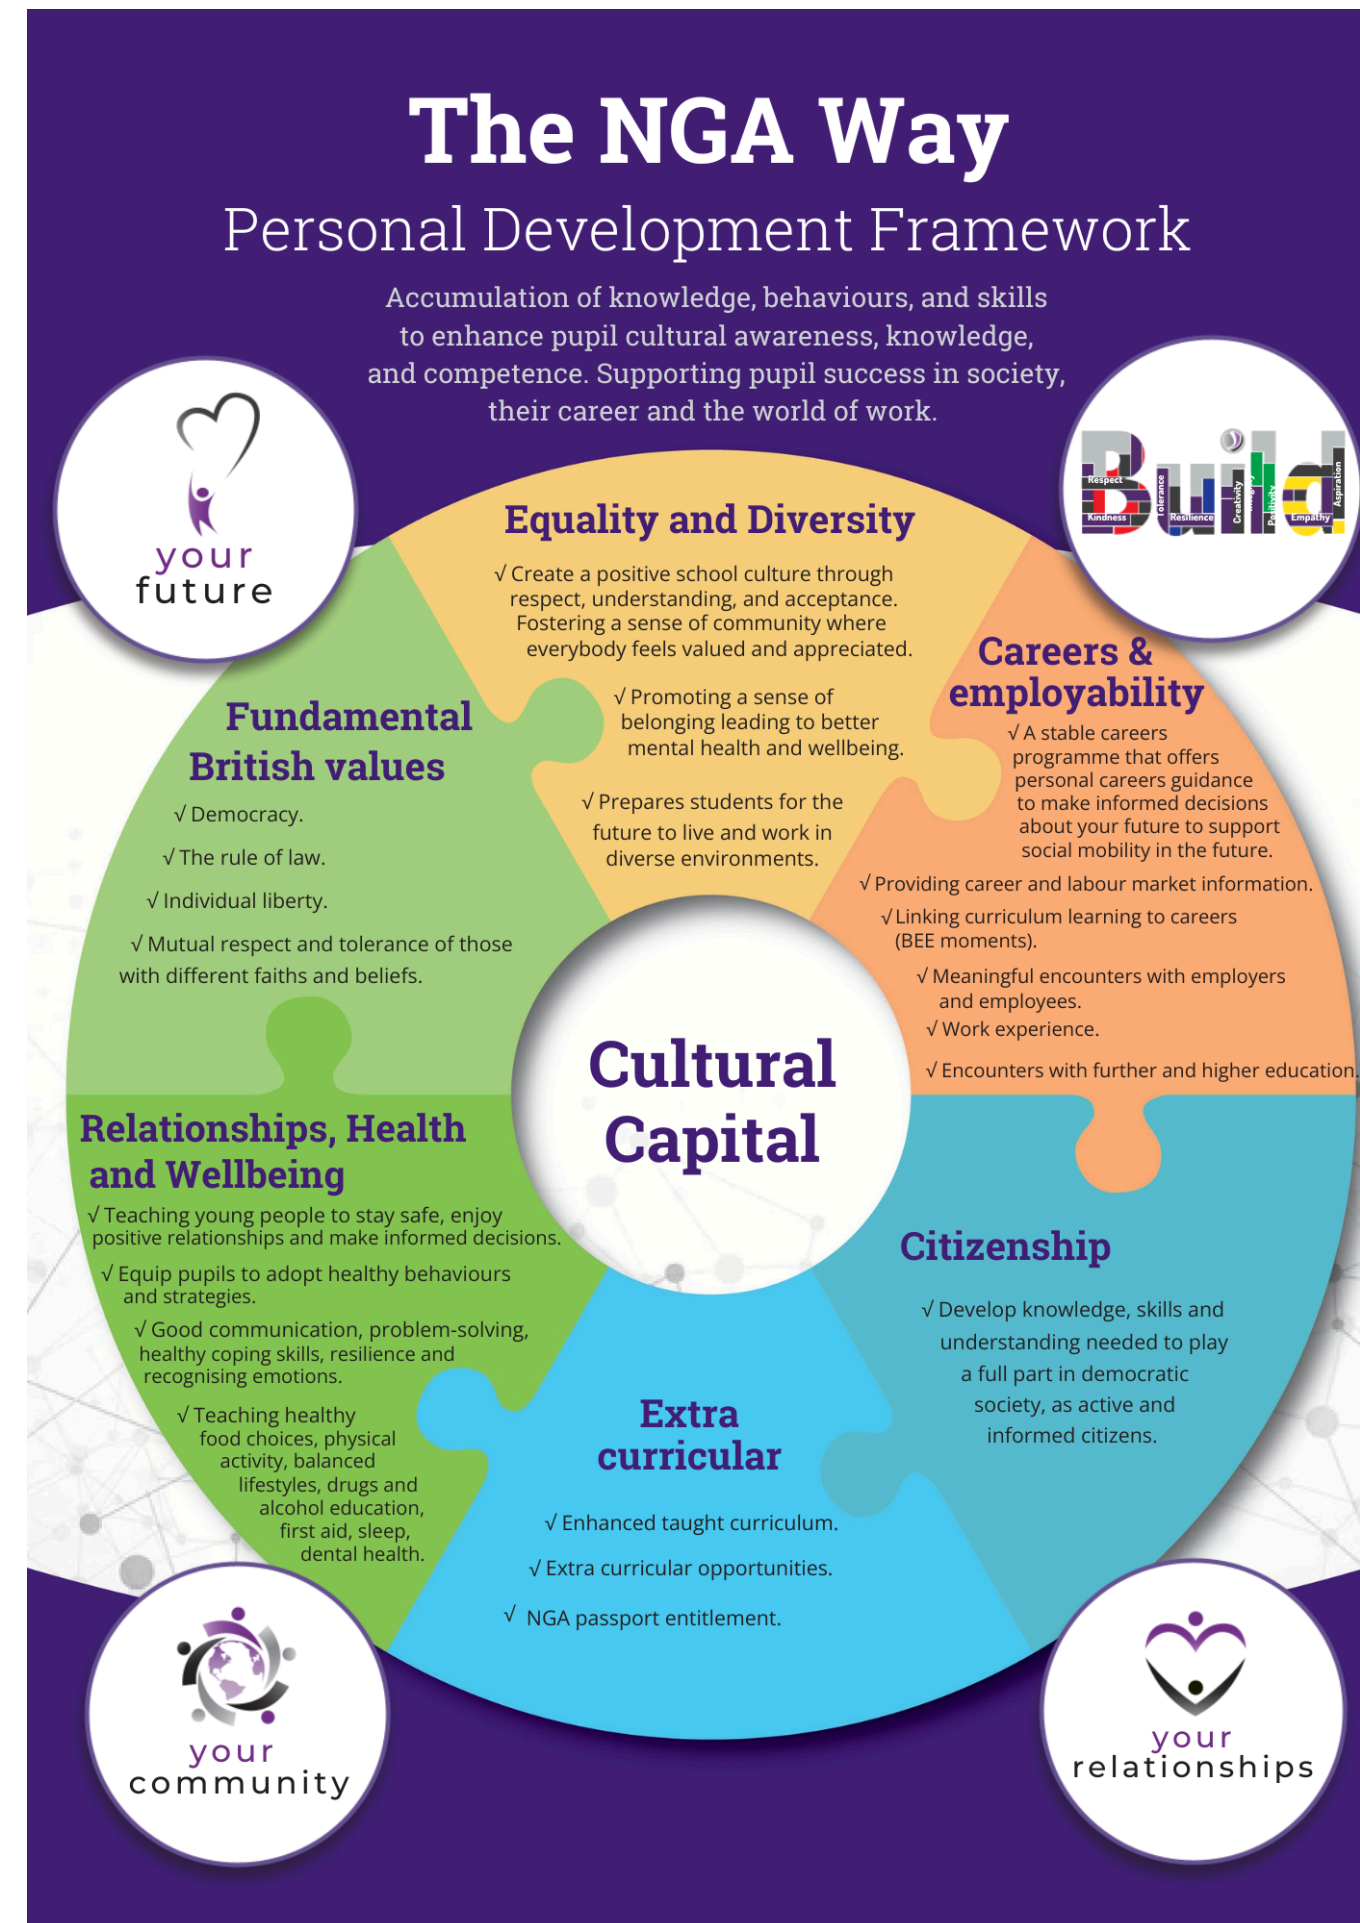 The NGA Way
Personal Development Framework
Accumulation of knowledge, behaviours, and skills
to enhance pupil cultural awareness, knowledge,
and competence. Supporting pupil success in society,
their career and the world of work.
your
future
Build
Respect
Kindness
Tolerance
Resilience
Creativity
Positivity
Empathy
Aspiration
Equality and Diversity
√ Create a positive school culture through
respect, understanding, and acceptance.
Fostering a sense of community where
everybody feels valued and appreciated.
√ Promoting a sense of
belonging leading to better
mental health and wellbeing.
√ Prepares students for the
future to live and work in
diverse environments.
Careers &
employability
√ A stable careers
programme that offers
personal careers guidance
to make informed decisions
about your future to support
social mobility in the future.
√ Providing career and labour market information.
√ Linking curriculum learning to careers
(BEE moments).
√ Meaningful encounters with employers
and employees.
√ Work experience.
√ Encounters with further and higher education.
Fundamental
British values
√ Democracy.
√ The rule of law.
√ Individual liberty.
√ Mutual respect and tolerance of those
with different faiths and beliefs.
Cultural
Capital
Relationships, Health
and Wellbeing
√ Teaching young people to stay safe, enjoy
positive relationships and make informed decisions.
√ Equip pupils to adopt healthy behaviours
and strategies.
√ Good communication, problem-solving,
healthy coping skills, resilience and
recognising emotions.
√ Teaching healthy
food choices, physical
activity, balanced
lifestyles, drugs and
alcohol education,
first aid, sleep,
dental health.
Citizenship
√ Develop knowledge, skills and
understanding needed to play
a full part in democratic
society, as active and
informed citizens.
Extra
curricular
√ Enhanced taught curriculum.
√ Extra curricular opportunities.
√ NGA passport entitlement.
your
community
your
relationships